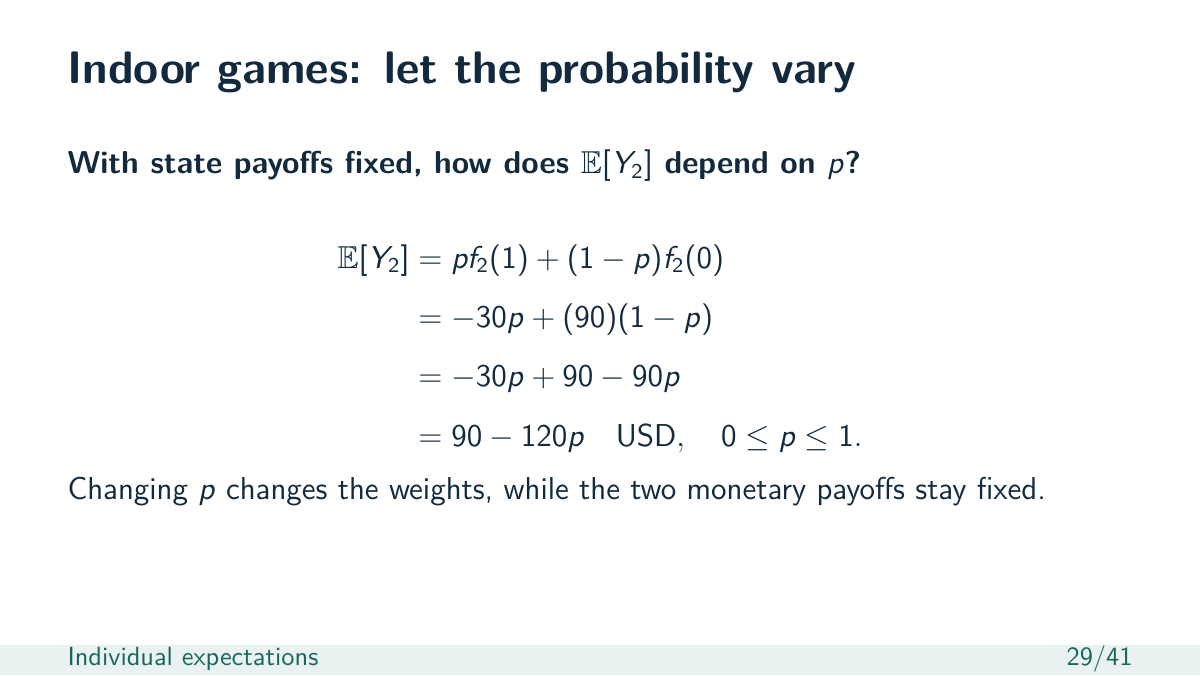 Indoor games: let the probability vary
With state payoffs fixed, how does 𝔼[Y₂] depend on p?
𝔼[Y₂] = pf₂(1) + (1 − p)f₂(0)
= −30p + (90)(1 − p)
= −30p + 90 − 90p
= 90 − 120p USD, 0 ≤ p ≤ 1.
Changing p changes the weights, while the two monetary payoffs stay fixed.
Individual expectations 29/41